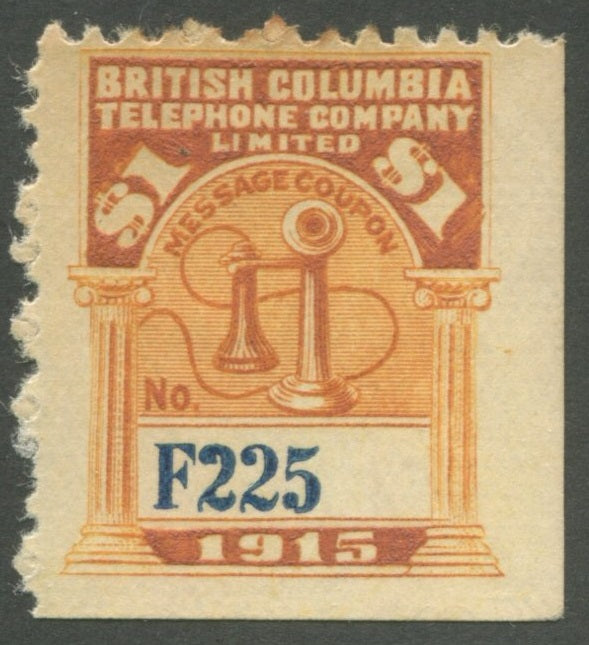 BRITISH COLUMBIA
TELEPHONE COMPANY
LIMITED
$1 $1
MESSAGE COUPON
No.
F225
1915